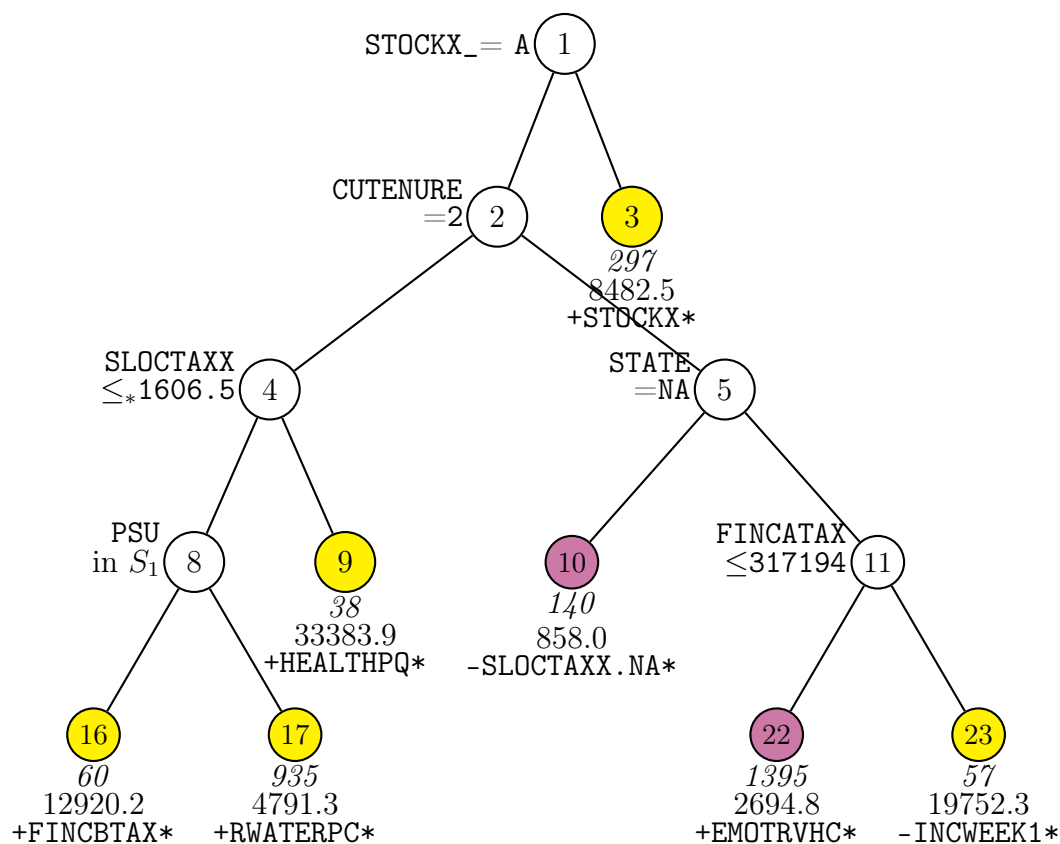 STOCKX_= A
1
CUTENURE
=2
2
3
297
8482.5
+STOCKX*
SLOCTAXX
≤*1606.5
4
STATE
=NA
5
PSU
in S1
8
9
38
33383.9
+HEALTHPQ*
10
140
858.0
-SLOCTAXX.NA*
FINCATAX
≤317194
11
16
60
12920.2
+FINCBTAX*
17
935
4791.3
+RWATERPC*
22
1395
2694.8
+EMOTRVHC*
23
57
19752.3
-INCWEEK1*